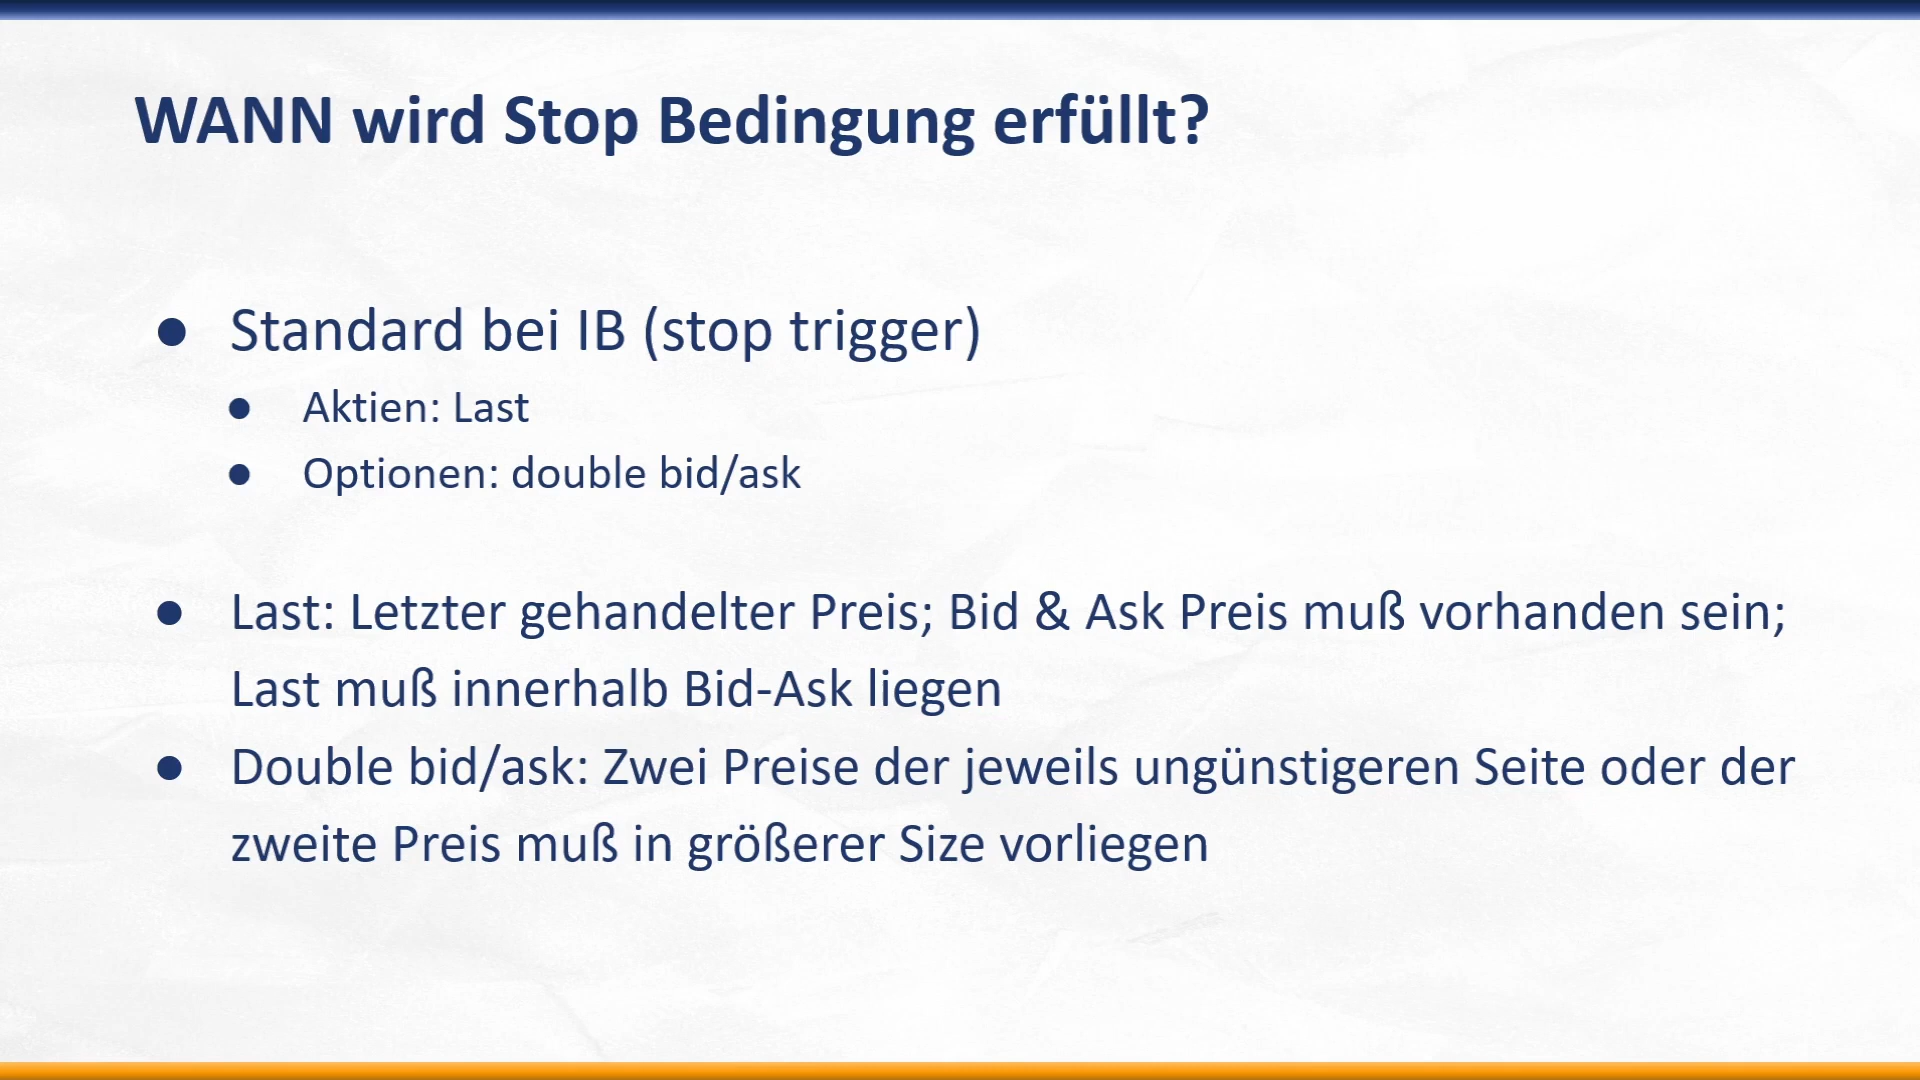 WANN wird Stop Bedingung erfüllt?
● Standard bei IB (stop trigger)
● Aktien: Last
● Optionen: double bid/ask
● Last: Letzter gehandelter Preis; Bid & Ask Preis muß vorhanden sein;
Last muß innerhalb Bid-Ask liegen
● Double bid/ask: Zwei Preise der jeweils ungünstigeren Seite oder der
zweite Preis muß in größerer Size vorliegen